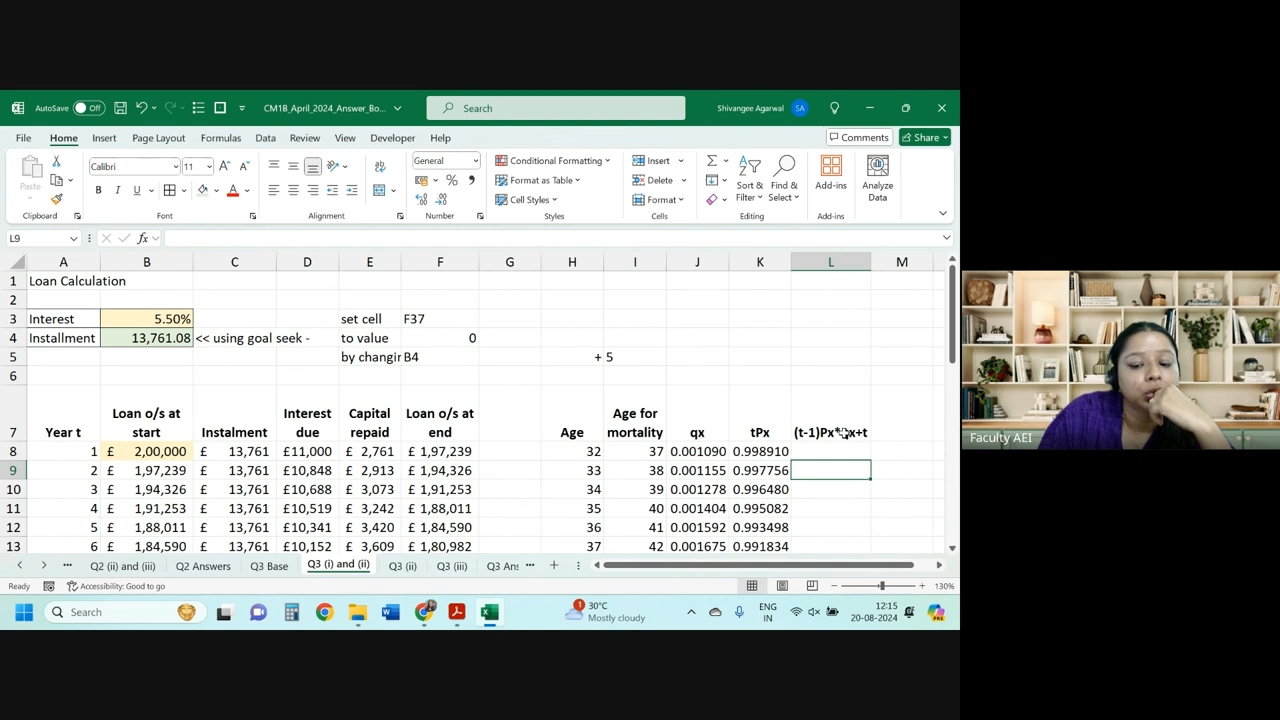 AutoSave Off
CM1B_April_2024_Answer_Bo...
Search
Shivangee Agarwal SA
File Home Insert Page Layout Formulas Data Review View Developer Help
Comments Share
Paste
Calibri 11
General
Conditional Formatting
Format as Table
Cell Styles
Insert
Delete
Format
Sort & Filter
Find & Select
Add-ins
Analyze Data
Clipboard Font Alignment Number Styles Cells Editing Add-ins
L9 fx
A B C D E F G H I J K L M
1 Loan Calculation
2
3 Interest 5.50% set cell F37
4 Installment 13,761.08 << using goal seek - to value 0
5 by changir B4 + 5
6
7 Year t Loan o/s at start Instalment Interest due Capital repaid Loan o/s at end Age Age for mortality qx tPx
8 1 £ 2,00,000 £ 13,761 £11,000 £ 2,761 £ 1,97,239 32 37 0.001090 0.998910
9 2 £ 1,97,239 £ 13,761 £10,848 £ 2,913 £ 1,94,326 33 38 0.001155 0.997756
10 3 £ 1,94,326 £ 13,761 £10,688 £ 3,073 £ 1,91,253 34 39 0.001278 0.996480
11 4 £ 1,91,253 £ 13,761 £10,519 £ 3,242 £ 1,88,011 35 40 0.001404 0.995082
12 5 £ 1,88,011 £ 13,761 £10,341 £ 3,420 £ 1,84,590 36 41 0.001592 0.993498
13 6 £ 1,84,590 £ 13,761 £10,152 £ 3,609 £ 1,80,982 37 42 0.001675 0.991834
Q2 (ii) and (iii) Q2 Answers Q3 Base Q3 (i) and (ii) Q3 (ii) Q3 (iii) Q3 Ans
Ready Accessibility: Good to go 130%
Search
30°C
Mostly cloudy
ENG
IN
12:15
20-08-2024
Faculty AEI